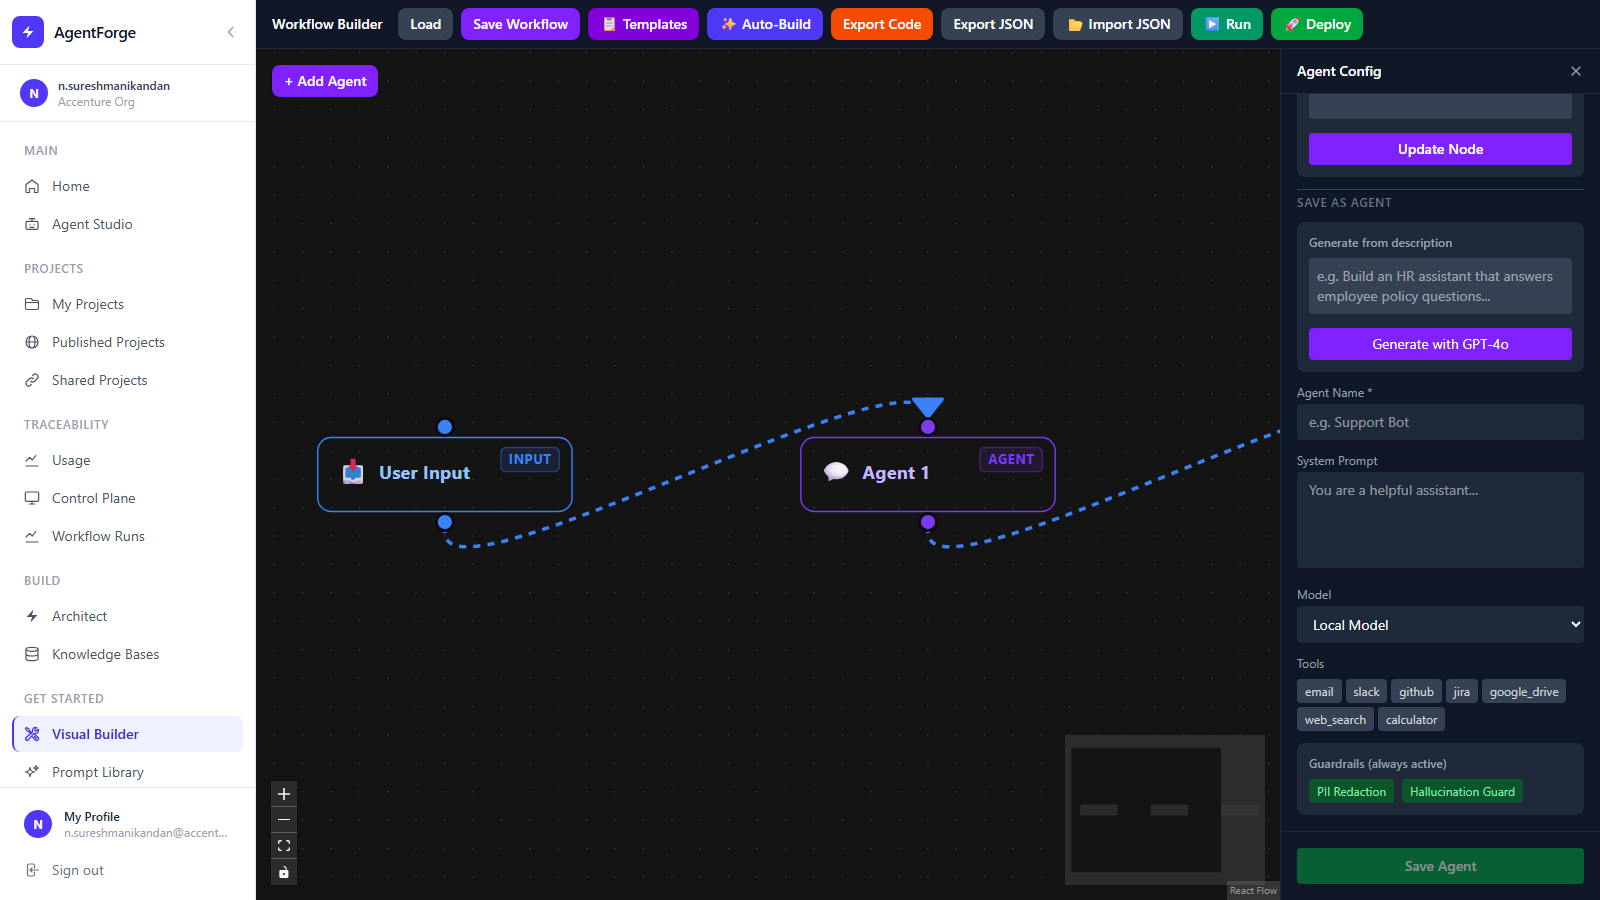 AgentForge
N
n.sureshmanikandan
Accenture Org
MAIN
Home
Agent Studio
PROJECTS
My Projects
Published Projects
Shared Projects
TRACEABILITY
Usage
Control Plane
Workflow Runs
BUILD
Architect
Knowledge Bases
GET STARTED
Visual Builder
Prompt Library
N
My Profile
n.sureshmanikandan@accent...
Sign out
Workflow Builder
Load
Save Workflow
Templates
Auto-Build
Export Code
Export JSON
Import JSON
Run
Deploy
+ Add Agent
User Input
INPUT
Agent 1
AGENT
React Flow
Agent Config
Update Node
SAVE AS AGENT
Generate from description
e.g. Build an HR assistant that answers
employee policy questions...
Generate with GPT-4o
Agent Name *
e.g. Support Bot
System Prompt
You are a helpful assistant...
Model
Local Model
Tools
email slack github jira google_drive
web_search calculator
Guardrails (always active)
PII Redaction Hallucination Guard
Save Agent